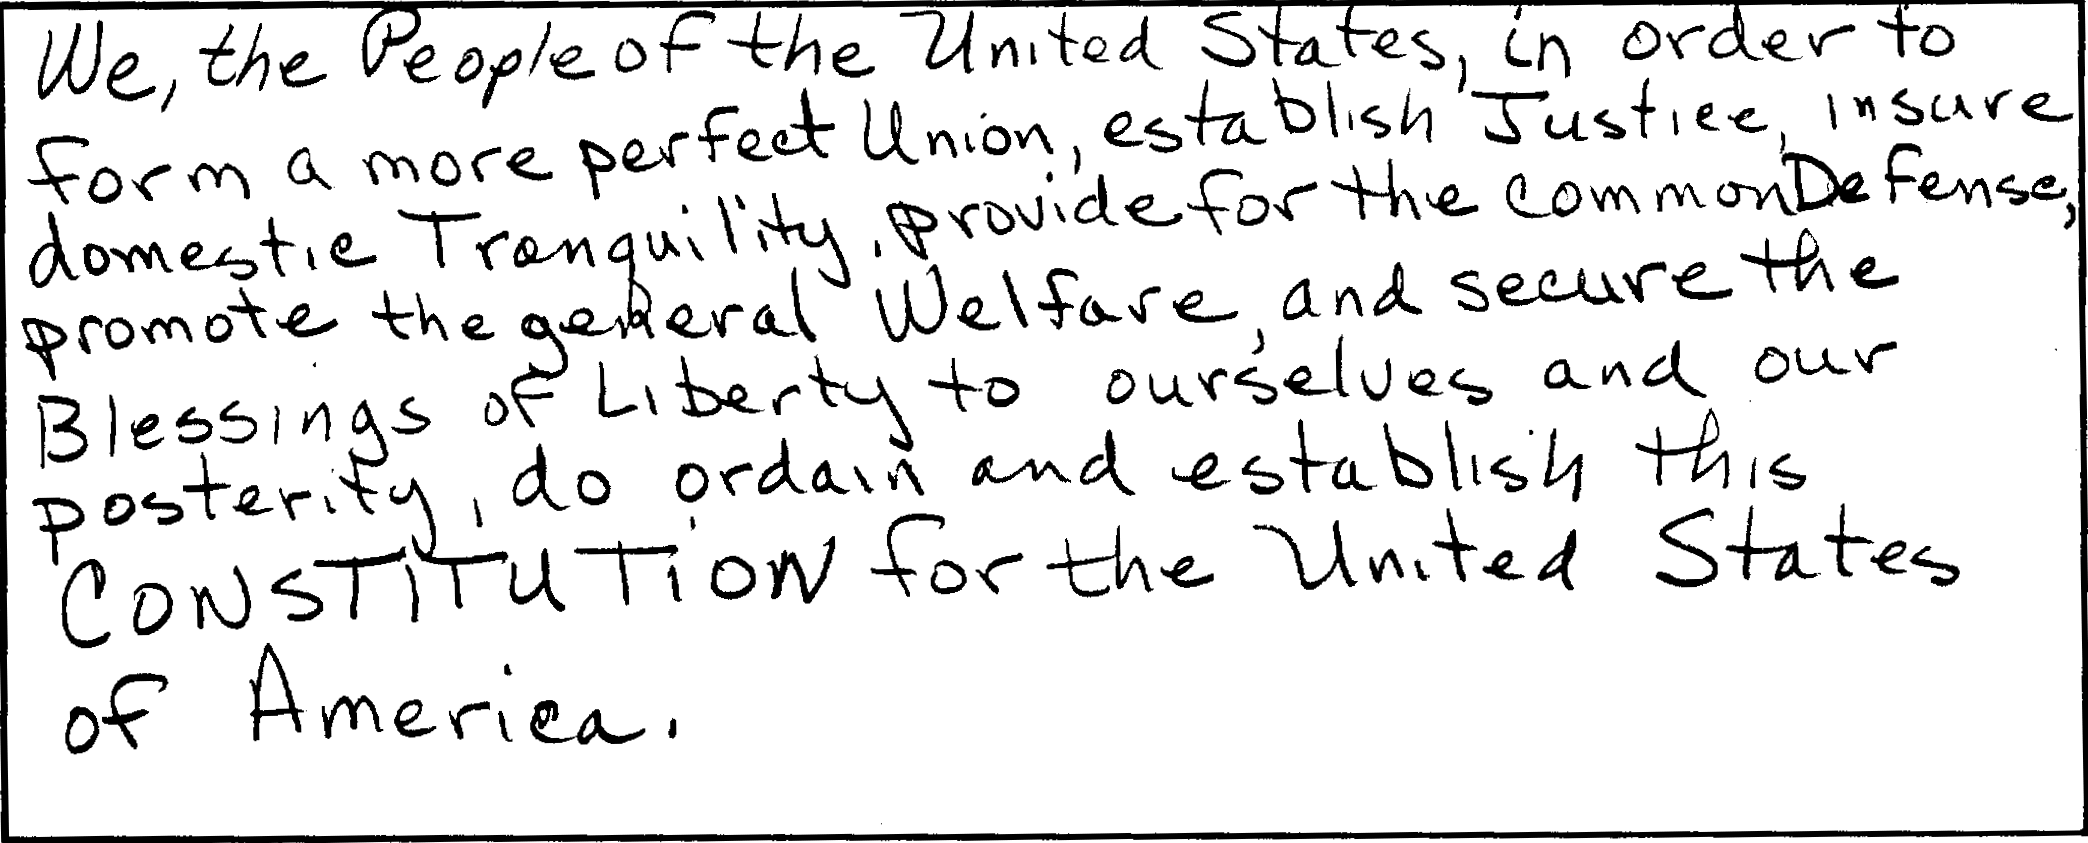 We, the People of the United States, in order to
form a more perfect Union, establish Justice, insure
domestic Tranquility, provide for the common Defense,
promote the general Welfare, and secure the
Blessings of Liberty to ourselves and our
posterity, do ordain and establish this
CONSTITUTION for the United States
of America.